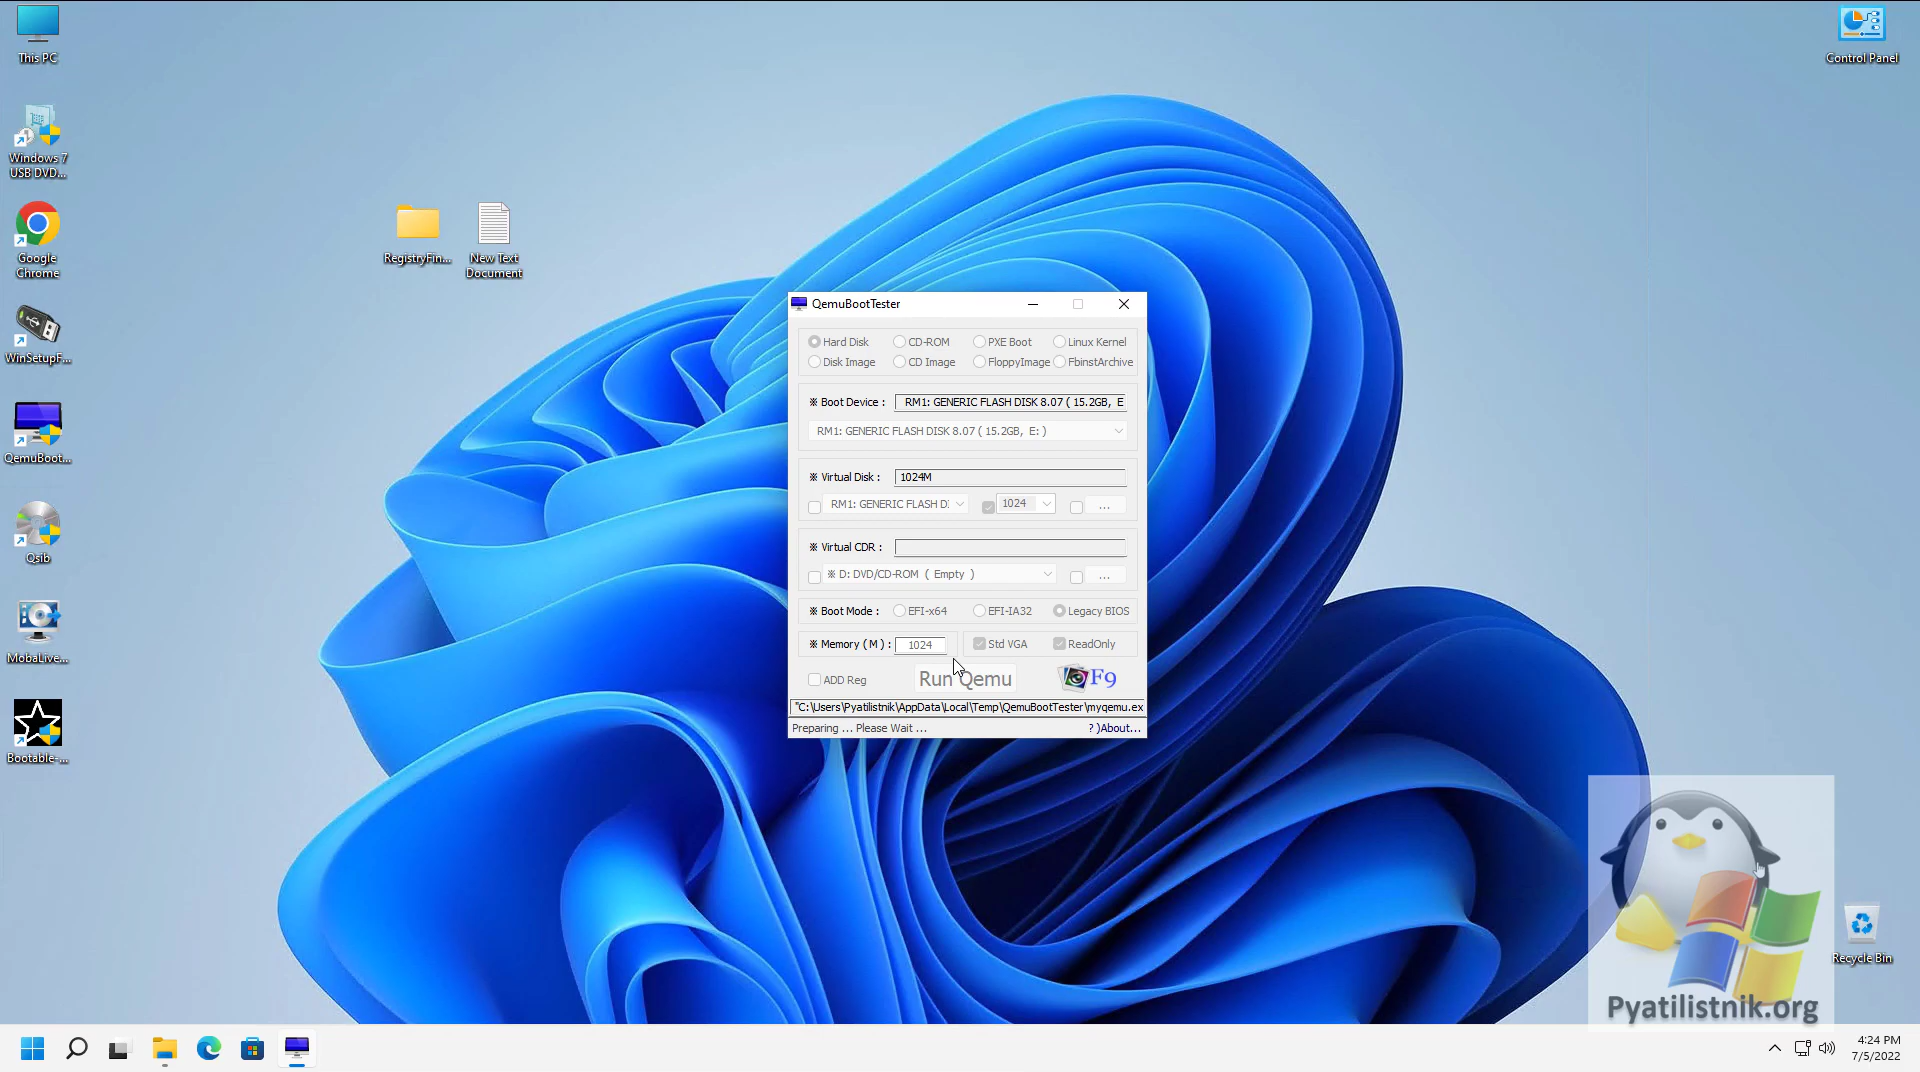 This PC
Windows 7
USB DVD...
Google
Chrome
WinSetupF...
QemuBoot...
Qsib
MobaLive...
Bootable-...
RegistryFin...
New Text
Document
Control Panel
QemuBootTester
Hard Disk CD-ROM PXE Boot Linux Kernel
Disk Image CD Image FloppyImage FbinstArchive
※ Boot Device : RM1: GENERIC FLASH DISK 8.07 ( 15.2GB, E
RM1: GENERIC FLASH DISK 8.07 ( 15.2GB, E: )
※ Virtual Disk : 1024M
RM1: GENERIC FLASH D: 1024 ...
※ Virtual CDR :
※ D: DVD/CD-ROM ( Empty ) ...
※ Boot Mode : EFI-x64 EFI-IA32 Legacy BIOS
※ Memory ( M ) : 1024 Std VGA ReadOnly
ADD Reg Run Qemu F9
"C:\Users\Pyatilistnik\AppData\Local\Temp\QemuBootTester\myqemu.ex
Preparing ... Please Wait ... ? )About...
Recycle Bin
Pyatilistnik.org
4:24 PM
7/5/2022